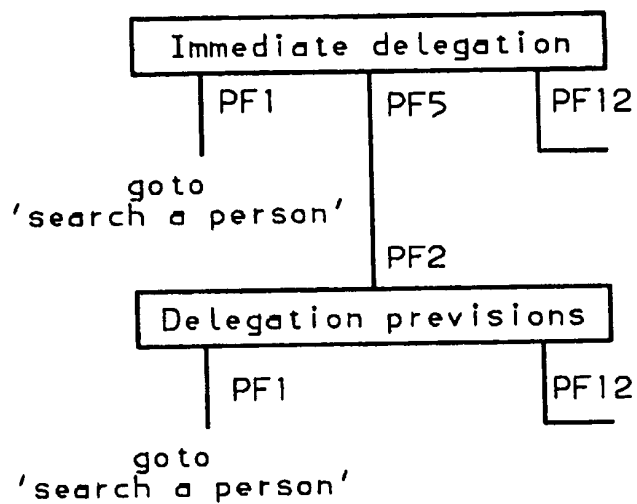 Immediate delegation
PF1 PF5 PF12
goto
'search a person'
PF2
Delegation previsions
PF1 PF12
goto
'search a person'